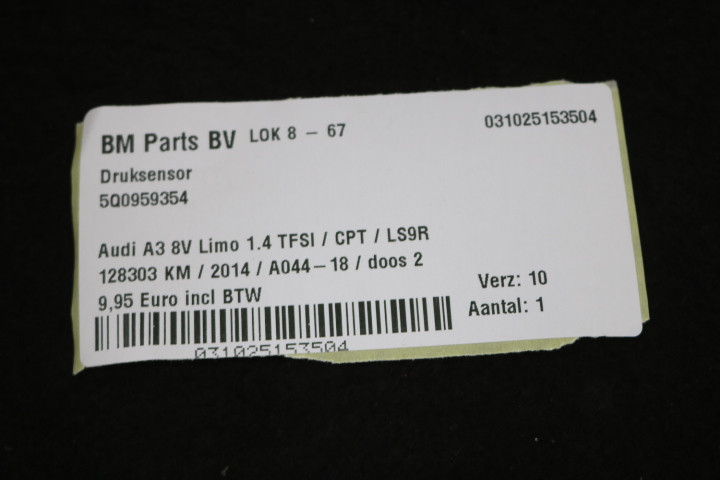 BM Parts BV LOK 8 – 67 031025153504
Druksensor
5Q0959354
Audi A3 8V Limo 1.4 TFSI / CPT / LS9R
128303 KM / 2014 / A044–18 / doos 2
9,95 Euro incl BTW
Verz: 10
Aantal: 1
031025153504